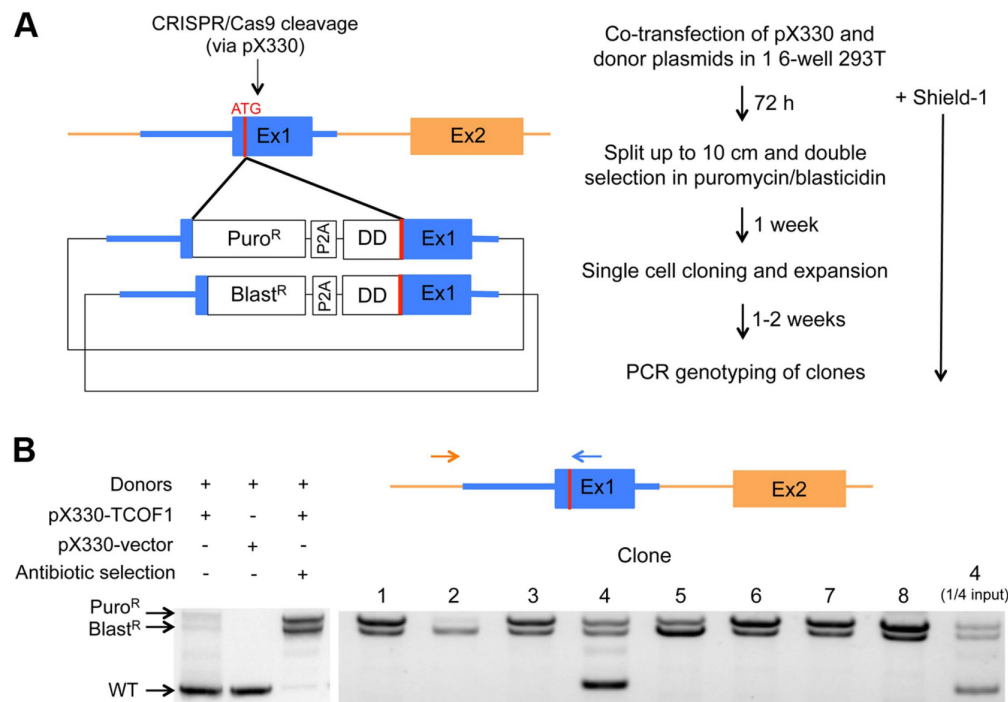 A
CRISPR/Cas9 cleavage
(via pX330)
ATG
Ex1
Ex2
Puro^R
P2A
DD
Ex1
Blast^R
P2A
DD
Ex1
Co-transfection of pX330 and
donor plasmids in 1 6-well 293T
72 h
+ Shield-1
Split up to 10 cm and double
selection in puromycin/blasticidin
1 week
Single cell cloning and expansion
1-2 weeks
PCR genotyping of clones
B
Donors + + +
pX330-TCOF1 + - +
pX330-vector - + -
Antibiotic selection - - +
Puro^R
Blast^R
WT
Ex1
Ex2
Clone
1 2 3 4 5 6 7 8 4
(1/4 input)